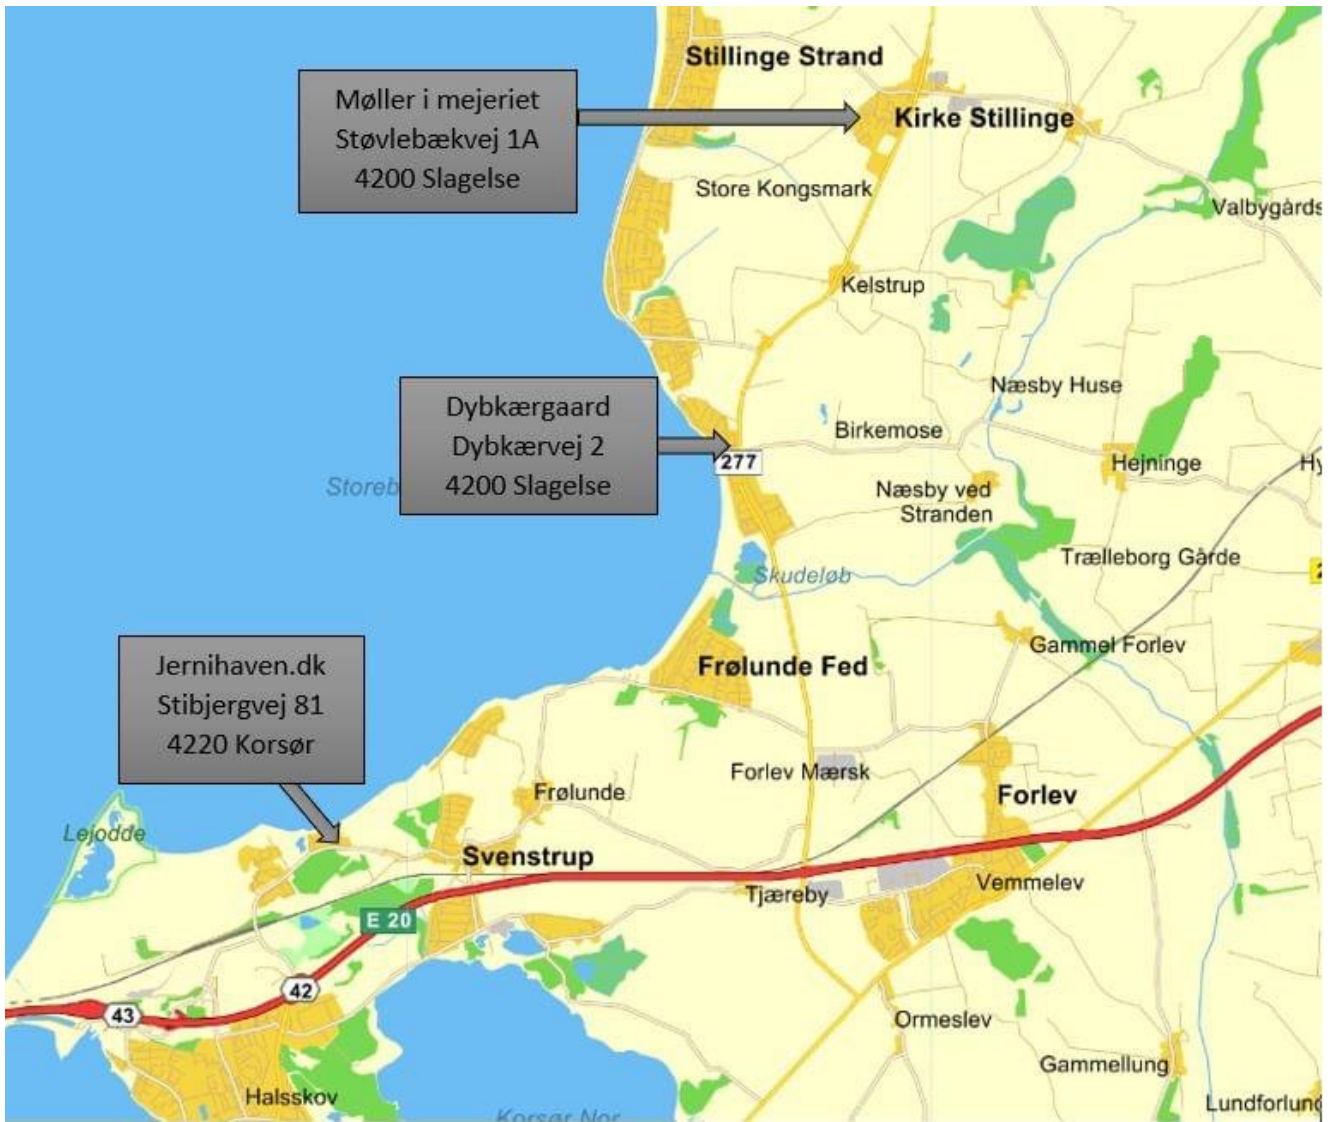 Stillinge Strand
Møller i mejeriet
Støvlebækvej 1A
4200 Slagelse
Kirke Stillinge
Store Kongsmark
Valbygårds
Kelstrup
Næsby Huse
Dybkærgaard
Dybkærvej 2
4200 Slagelse
Birkemose
277
Hejninge
Hy
Storeb
Næsby ved
Stranden
Trælleborg Gårde
Skudeløb
2
Gammel Forlev
Frølunde Fed
Jernihaven.dk
Stibjergvej 81
4220 Korsør
Forlev Mærsk
Frølunde
Forlev
Lejodde
Svenstrup
Vemmelev
Tjæreby
E 20
42
43
Ormeslev
Gammellung
Halsskov
Lundforlund
Korsør Nor